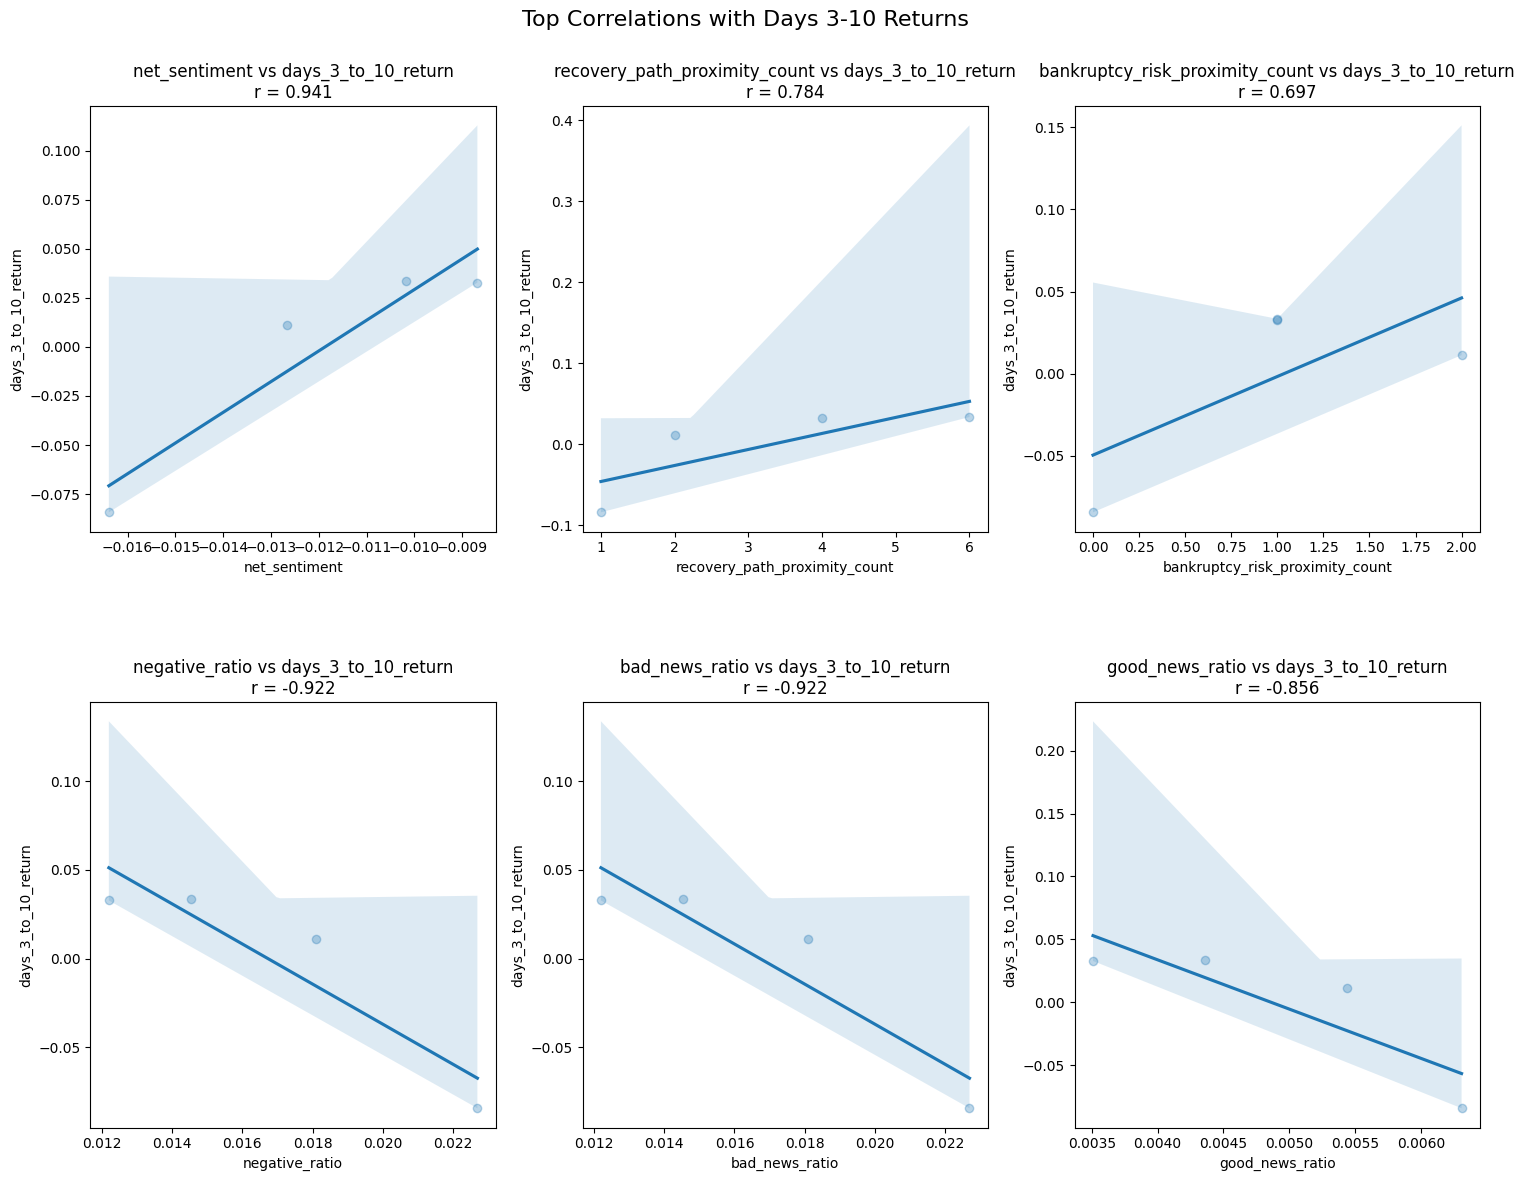 Top Correlations with Days 3-10 Returns
net_sentiment vs days_3_to_10_return
r = 0.941
0.100
0.075
0.050
0.025
0.000
−0.025
−0.050
−0.075
days_3_to_10_return
−0.016 −0.015 −0.014 −0.013 −0.012 −0.011 −0.010 −0.009
net_sentiment
recovery_path_proximity_count vs days_3_to_10_return
r = 0.784
0.4
0.3
0.2
0.1
0.0
−0.1
days_3_to_10_return
1 2 3 4 5 6
recovery_path_proximity_count
bankruptcy_risk_proximity_count vs days_3_to_10_return
r = 0.697
0.15
0.10
0.05
0.00
−0.05
days_3_to_10_return
0.00 0.25 0.50 0.75 1.00 1.25 1.50 1.75 2.00
bankruptcy_risk_proximity_count
negative_ratio vs days_3_to_10_return
r = -0.922
0.10
0.05
0.00
−0.05
days_3_to_10_return
0.012 0.014 0.016 0.018 0.020 0.022
negative_ratio
bad_news_ratio vs days_3_to_10_return
r = -0.922
0.10
0.05
0.00
−0.05
days_3_to_10_return
0.012 0.014 0.016 0.018 0.020 0.022
bad_news_ratio
good_news_ratio vs days_3_to_10_return
r = -0.856
0.20
0.15
0.10
0.05
0.00
−0.05
days_3_to_10_return
0.0035 0.0040 0.0045 0.0050 0.0055 0.0060
good_news_ratio